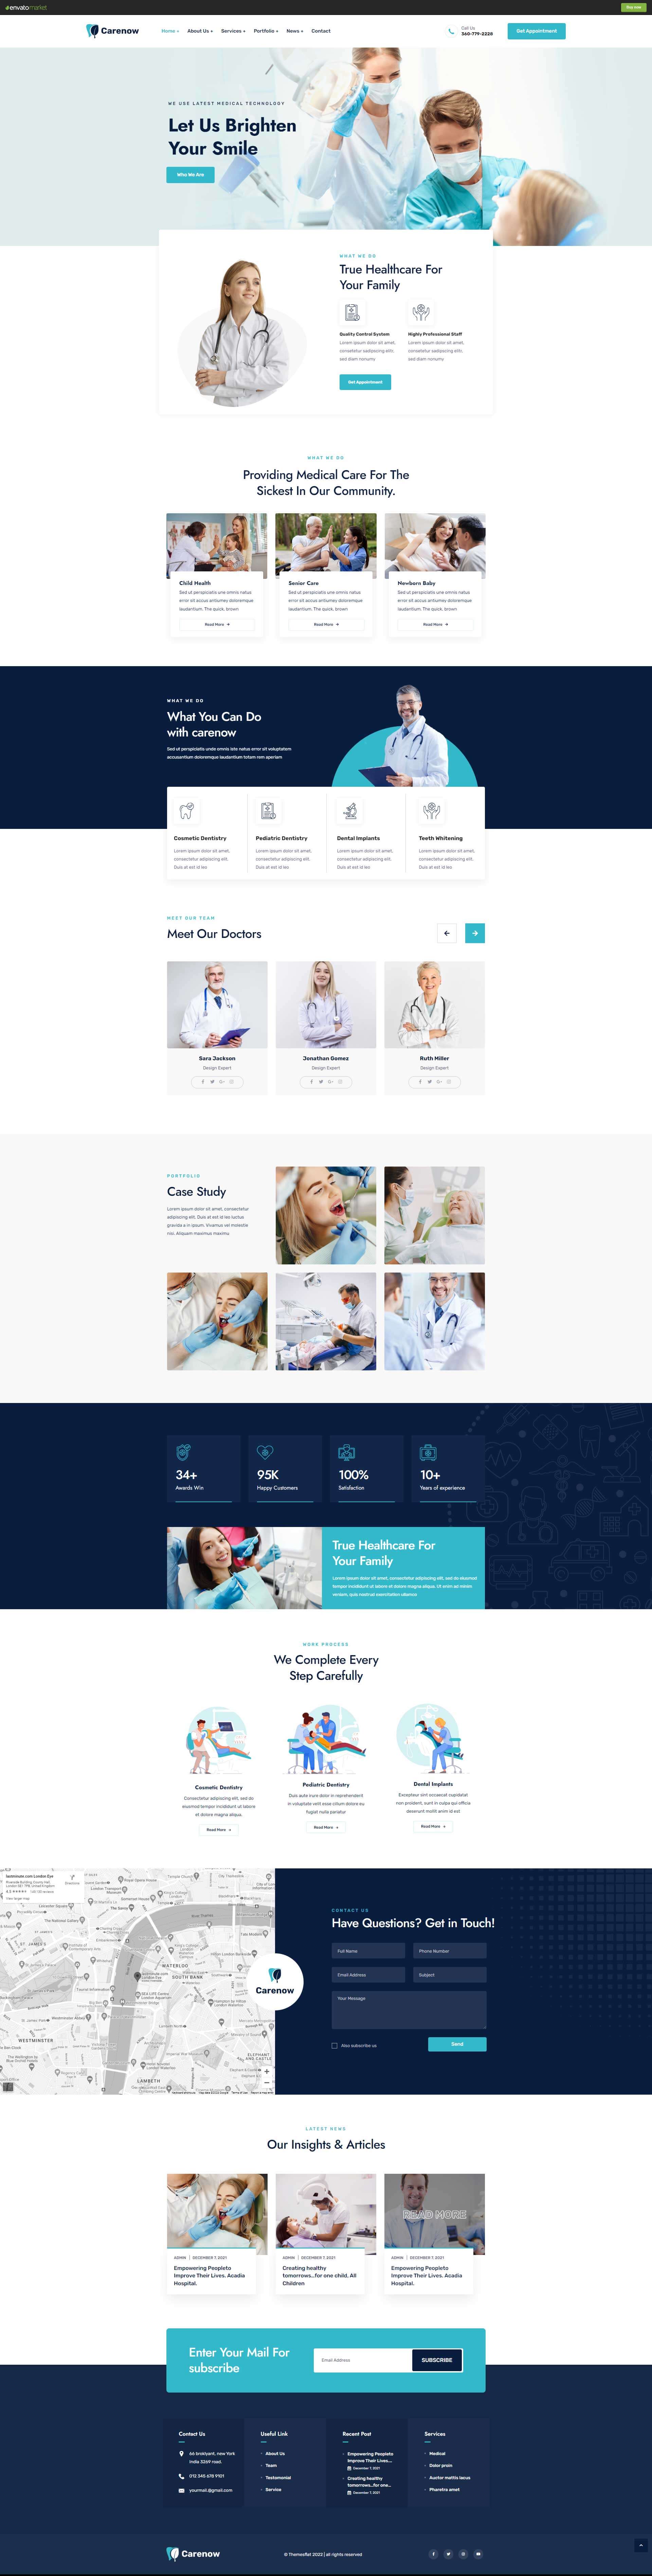 envatomarket
Buy now
Carenow
Home +
About Us +
Services +
Portfolio +
News +
Contact
Call Us
360-779-2228
Get Appointment
WE USE LATEST MEDICAL TECHNOLOGY
Let Us Brighten
Your Smile
Who We Are
WHAT WE DO
True Healthcare For
Your Family
Quality Control System
Lorem ipsum dolor sit amet,
consetetur sadipscing elitr,
sed diam nonumy
Highly Professional Staff
Lorem ipsum dolor sit amet,
consetetur sadipscing elitr,
sed diam nonumy
Get Appointment
WHAT WE DO
Providing Medical Care For The
Sickest In Our Community.
Child Health
Sed ut perspiciatis une omnis natus
error sit accus antiumey doloremque
laudantium. The quick, brown
Read More
Senior Care
Sed ut perspiciatis une omnis natus
error sit accus antiumey doloremque
laudantium. The quick, brown
Read More
Newborn Baby
Sed ut perspiciatis une omnis natus
error sit accus antiumey doloremque
laudantium. The quick, brown
Read More
WHAT WE DO
What You Can Do
with carenow
Sed ut perspiciatis unde omnis iste natus error sit voluptatem
accusantium doloremque laudantium totam rem aperiam
Cosmetic Dentistry
Lorem ipsum dolor sit amet,
consectetur adipiscing elit.
Duis at est id leo
Pediatric Dentistry
Lorem ipsum dolor sit amet,
consectetur adipiscing elit.
Duis at est id leo
Dental Implants
Lorem ipsum dolor sit amet,
consectetur adipiscing elit.
Duis at est id leo
Teeth Whitening
Lorem ipsum dolor sit amet,
consectetur adipiscing elit.
Duis at est id leo
MEET OUR TEAM
Meet Our Doctors
Sara Jackson
Design Expert
Jonathan Gomez
Design Expert
Ruth Miller
Design Expert
PORTFOLIO
Case Study
Lorem ipsum dolor sit amet, consectetur
adipiscing elit. Duis at est id leo luctus
gravida a in ipsum. Vivamus vel molestie
nisi. Aliquam maximus maximu
34+
Awards Win
95K
Happy Customers
100%
Satisfaction
10+
Years of experience
True Healthcare For
Your Family
Lorem ipsum dolor sit amet, consectetur adipisicing elit, sed do eiusmod
tempor incididunt ut labore et dolore magna aliqua. Ut enim ad minim
veniam, quis nostrud exercitation ullamco
WORK PROCESS
We Complete Every
Step Carefully
Cosmetic Dentistry
Consectetur adipisicing elit, sed do
eiusmod tempor incididunt ut labore
et dolore magna aliqua.
Read More
Pediatric Dentistry
Duis aute irure dolor in reprehenderit
in voluptate velit esse cillum dolore eu
fugiat nulla pariatur
Read More
Dental Implants
Excepteur sint occaecat cupidatat
non proident, sunt in culpa qui officia
deserunt mollit anim id est
Read More
lastminute.com London Eye
WATERLOO
SOUTH BANK
WESTMINSTER
LAMBETH
ELEPHANT
AND CASTLE
ST. JAMES'S
Carenow
CONTACT US
Have Questions? Get in Touch!
Full Name
Phone Number
Email Address
Subject
Your Message
Also subscribe us
Send
LATEST NEWS
Our Insights & Articles
ADMIN
DECEMBER 7, 2021
Empowering Peopleto
Improve Their Lives, Acadia
Hospital.
ADMIN
DECEMBER 7, 2021
Creating healthy
tomorrows…for one child, All
Children
READ MORE
ADMIN
DECEMBER 7, 2021
Empowering Peopleto
Improve Their Lives, Acadia
Hospital.
Enter Your Mail For
subscribe
Email Address
SUBSCRIBE
Contact Us
66 broklyant, new York
India 3269 road.
012 345 678 9101
yourmail.@gmail.com
Useful Link
About Us
Team
Testomonial
Service
Recent Post
Empowering Peopleto
Improve Their Lives,…
December 7, 2021
Creating healthy
tomorrows…for one…
December 7, 2021
Services
Medical
Dolor proin
Auctor mattis lacus
Pharetra amet
Carenow
© Themesflat 2022 | all rights reserved